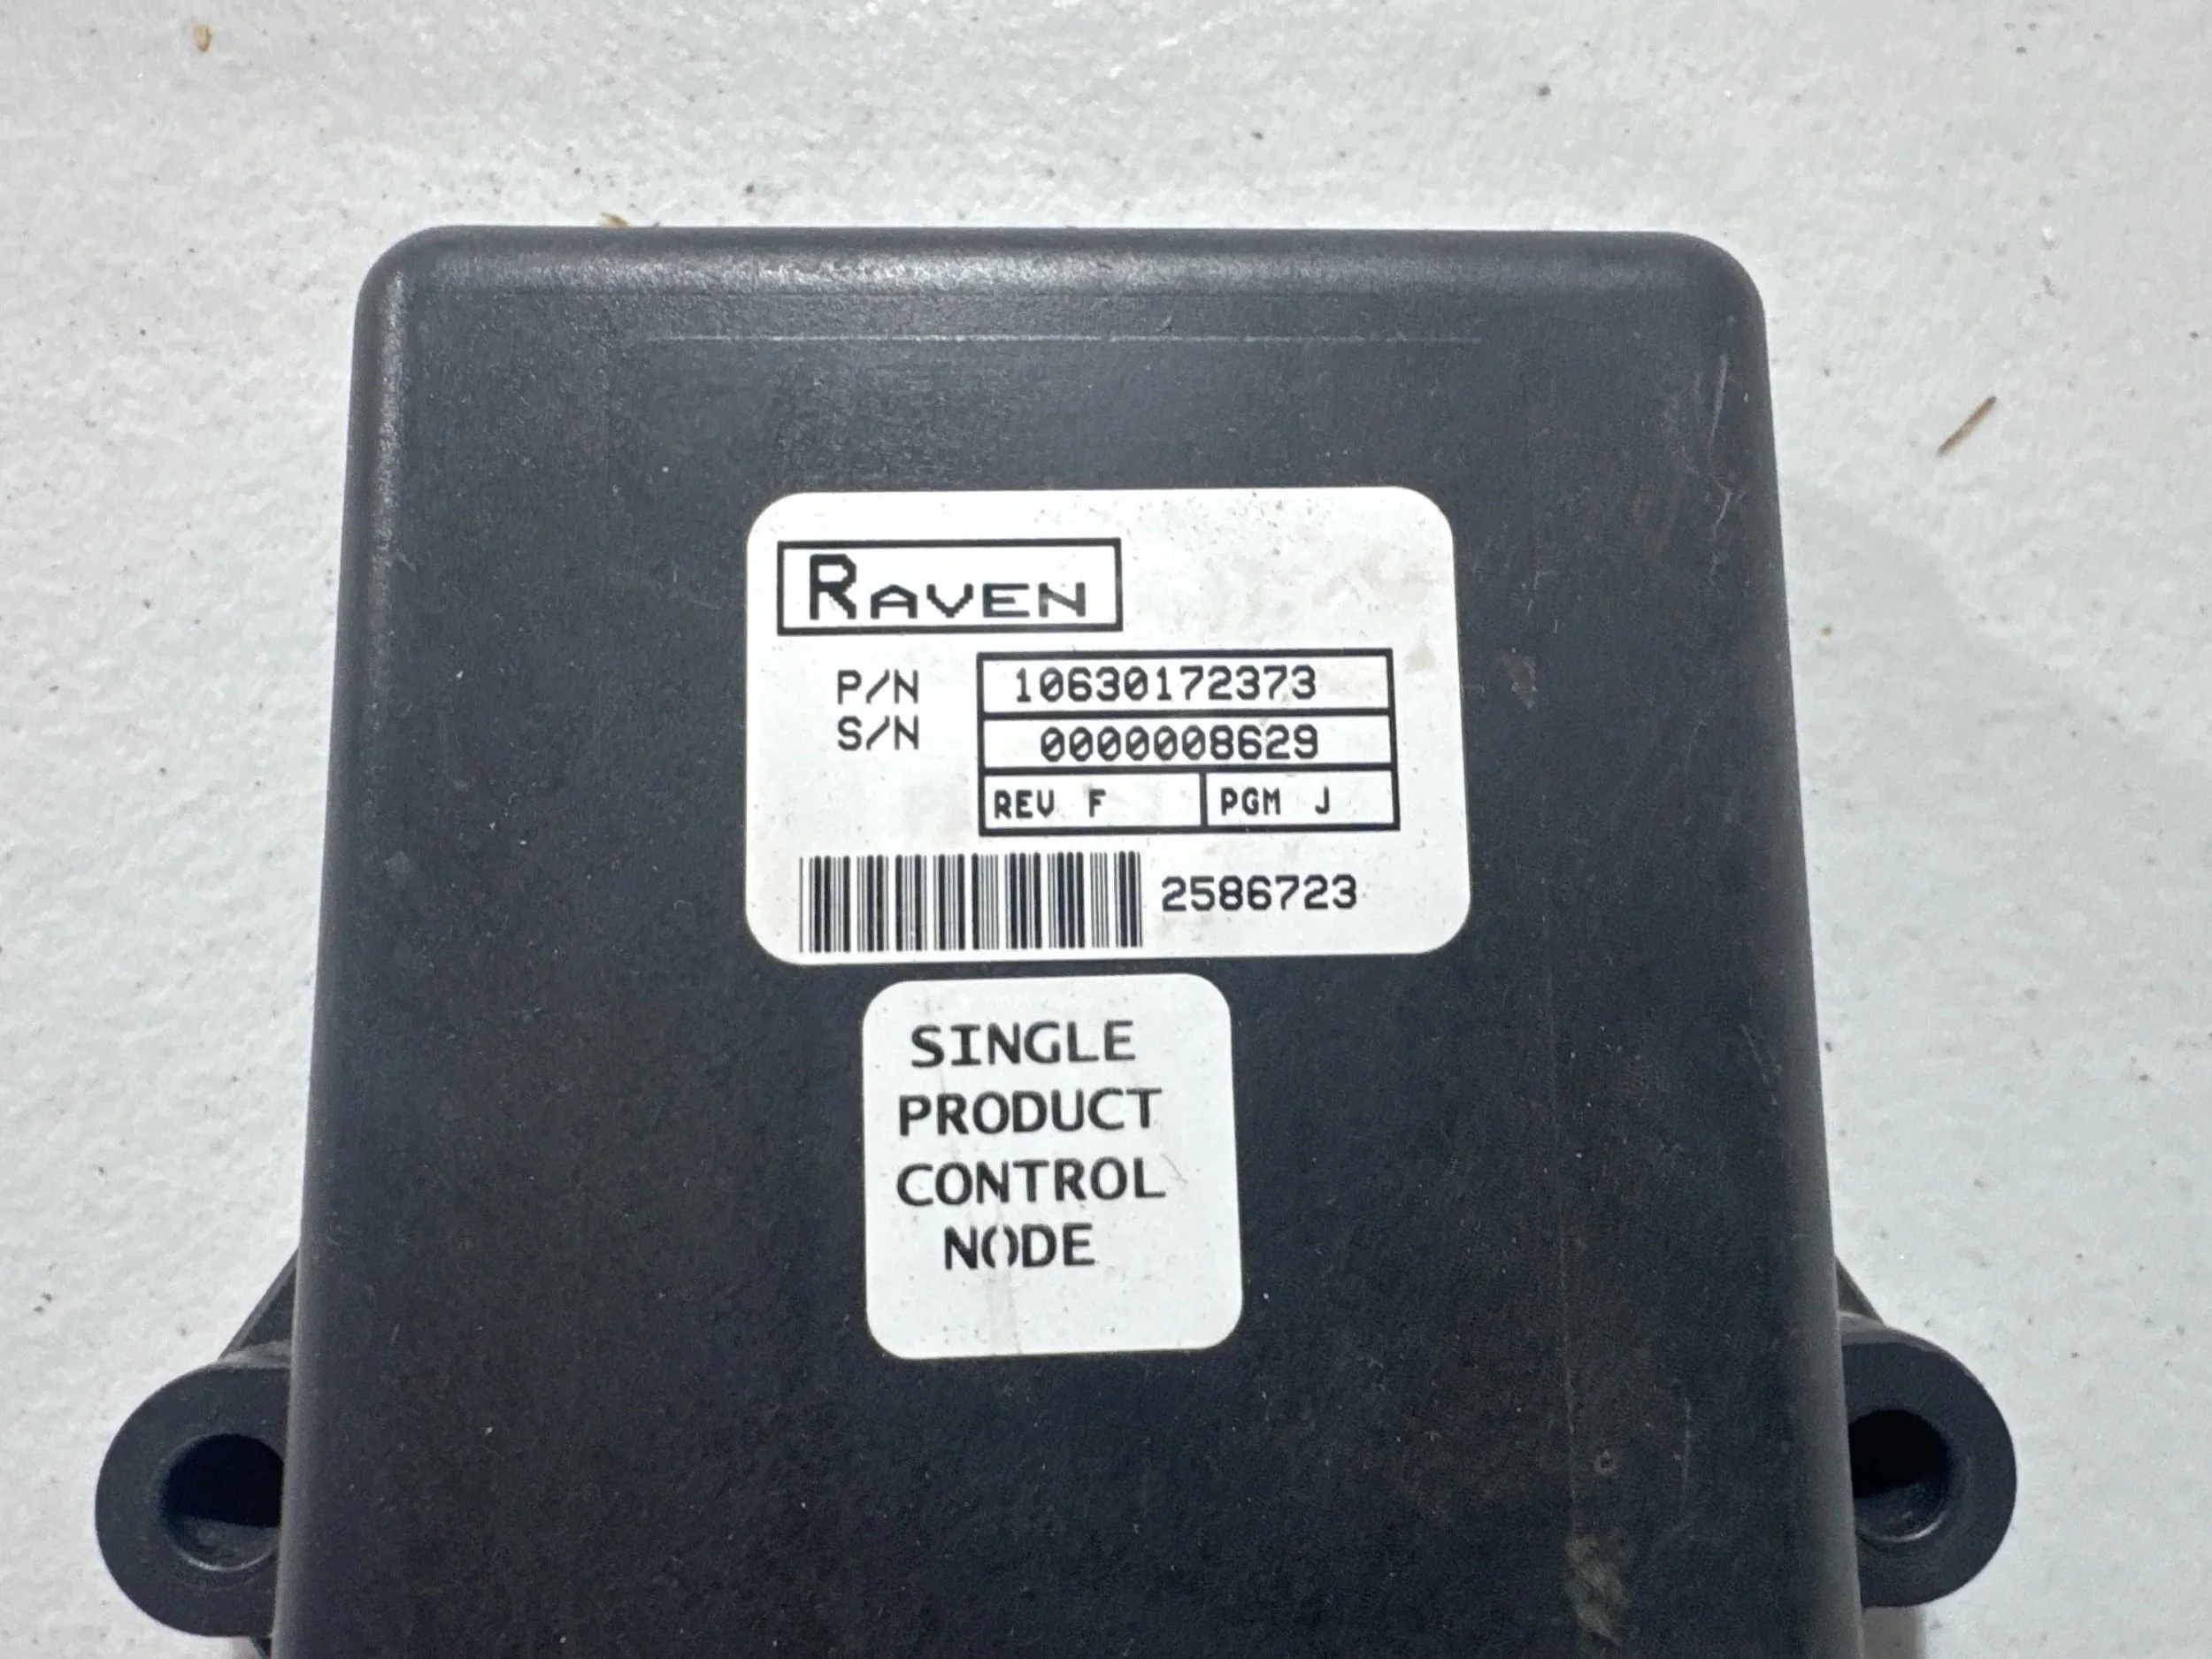 RAVEN
P/N 10630172373
S/N 0000008629
REV F PGM J
2586723
SINGLE
PRODUCT
CONTROL
NODE